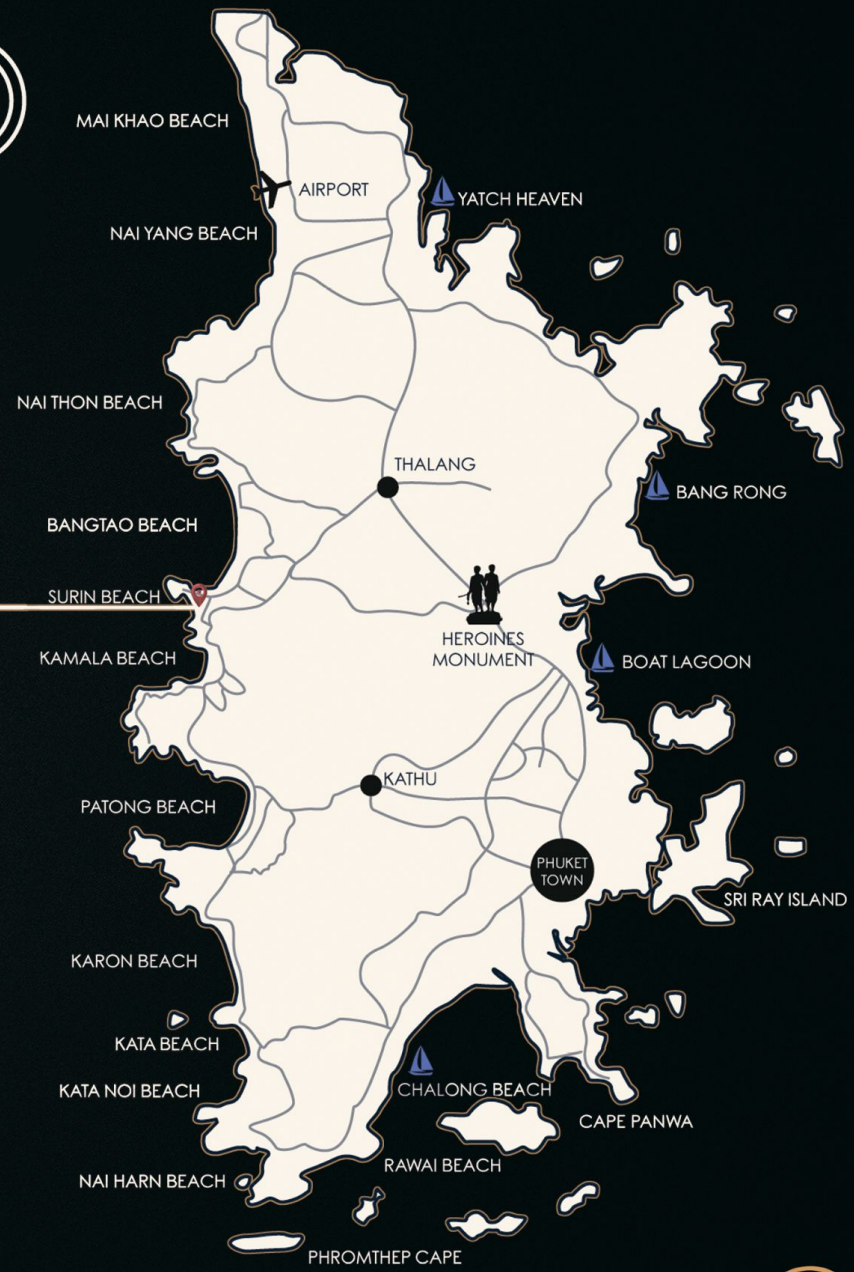 MAI KHAO BEACH
AIRPORT
YATCH HEAVEN
NAI YANG BEACH
NAI THON BEACH
THALANG
BANG RONG
BANGTAO BEACH
SURIN BEACH
HEROINES
MONUMENT
KAMALA BEACH
BOAT LAGOON
KATHU
PATONG BEACH
PHUKET
TOWN
SRI RAY ISLAND
KARON BEACH
KATA BEACH
KATA NOI BEACH
CHALONG BEACH
CAPE PANWA
RAWAI BEACH
NAI HARN BEACH
PHROMTHEP CAPE